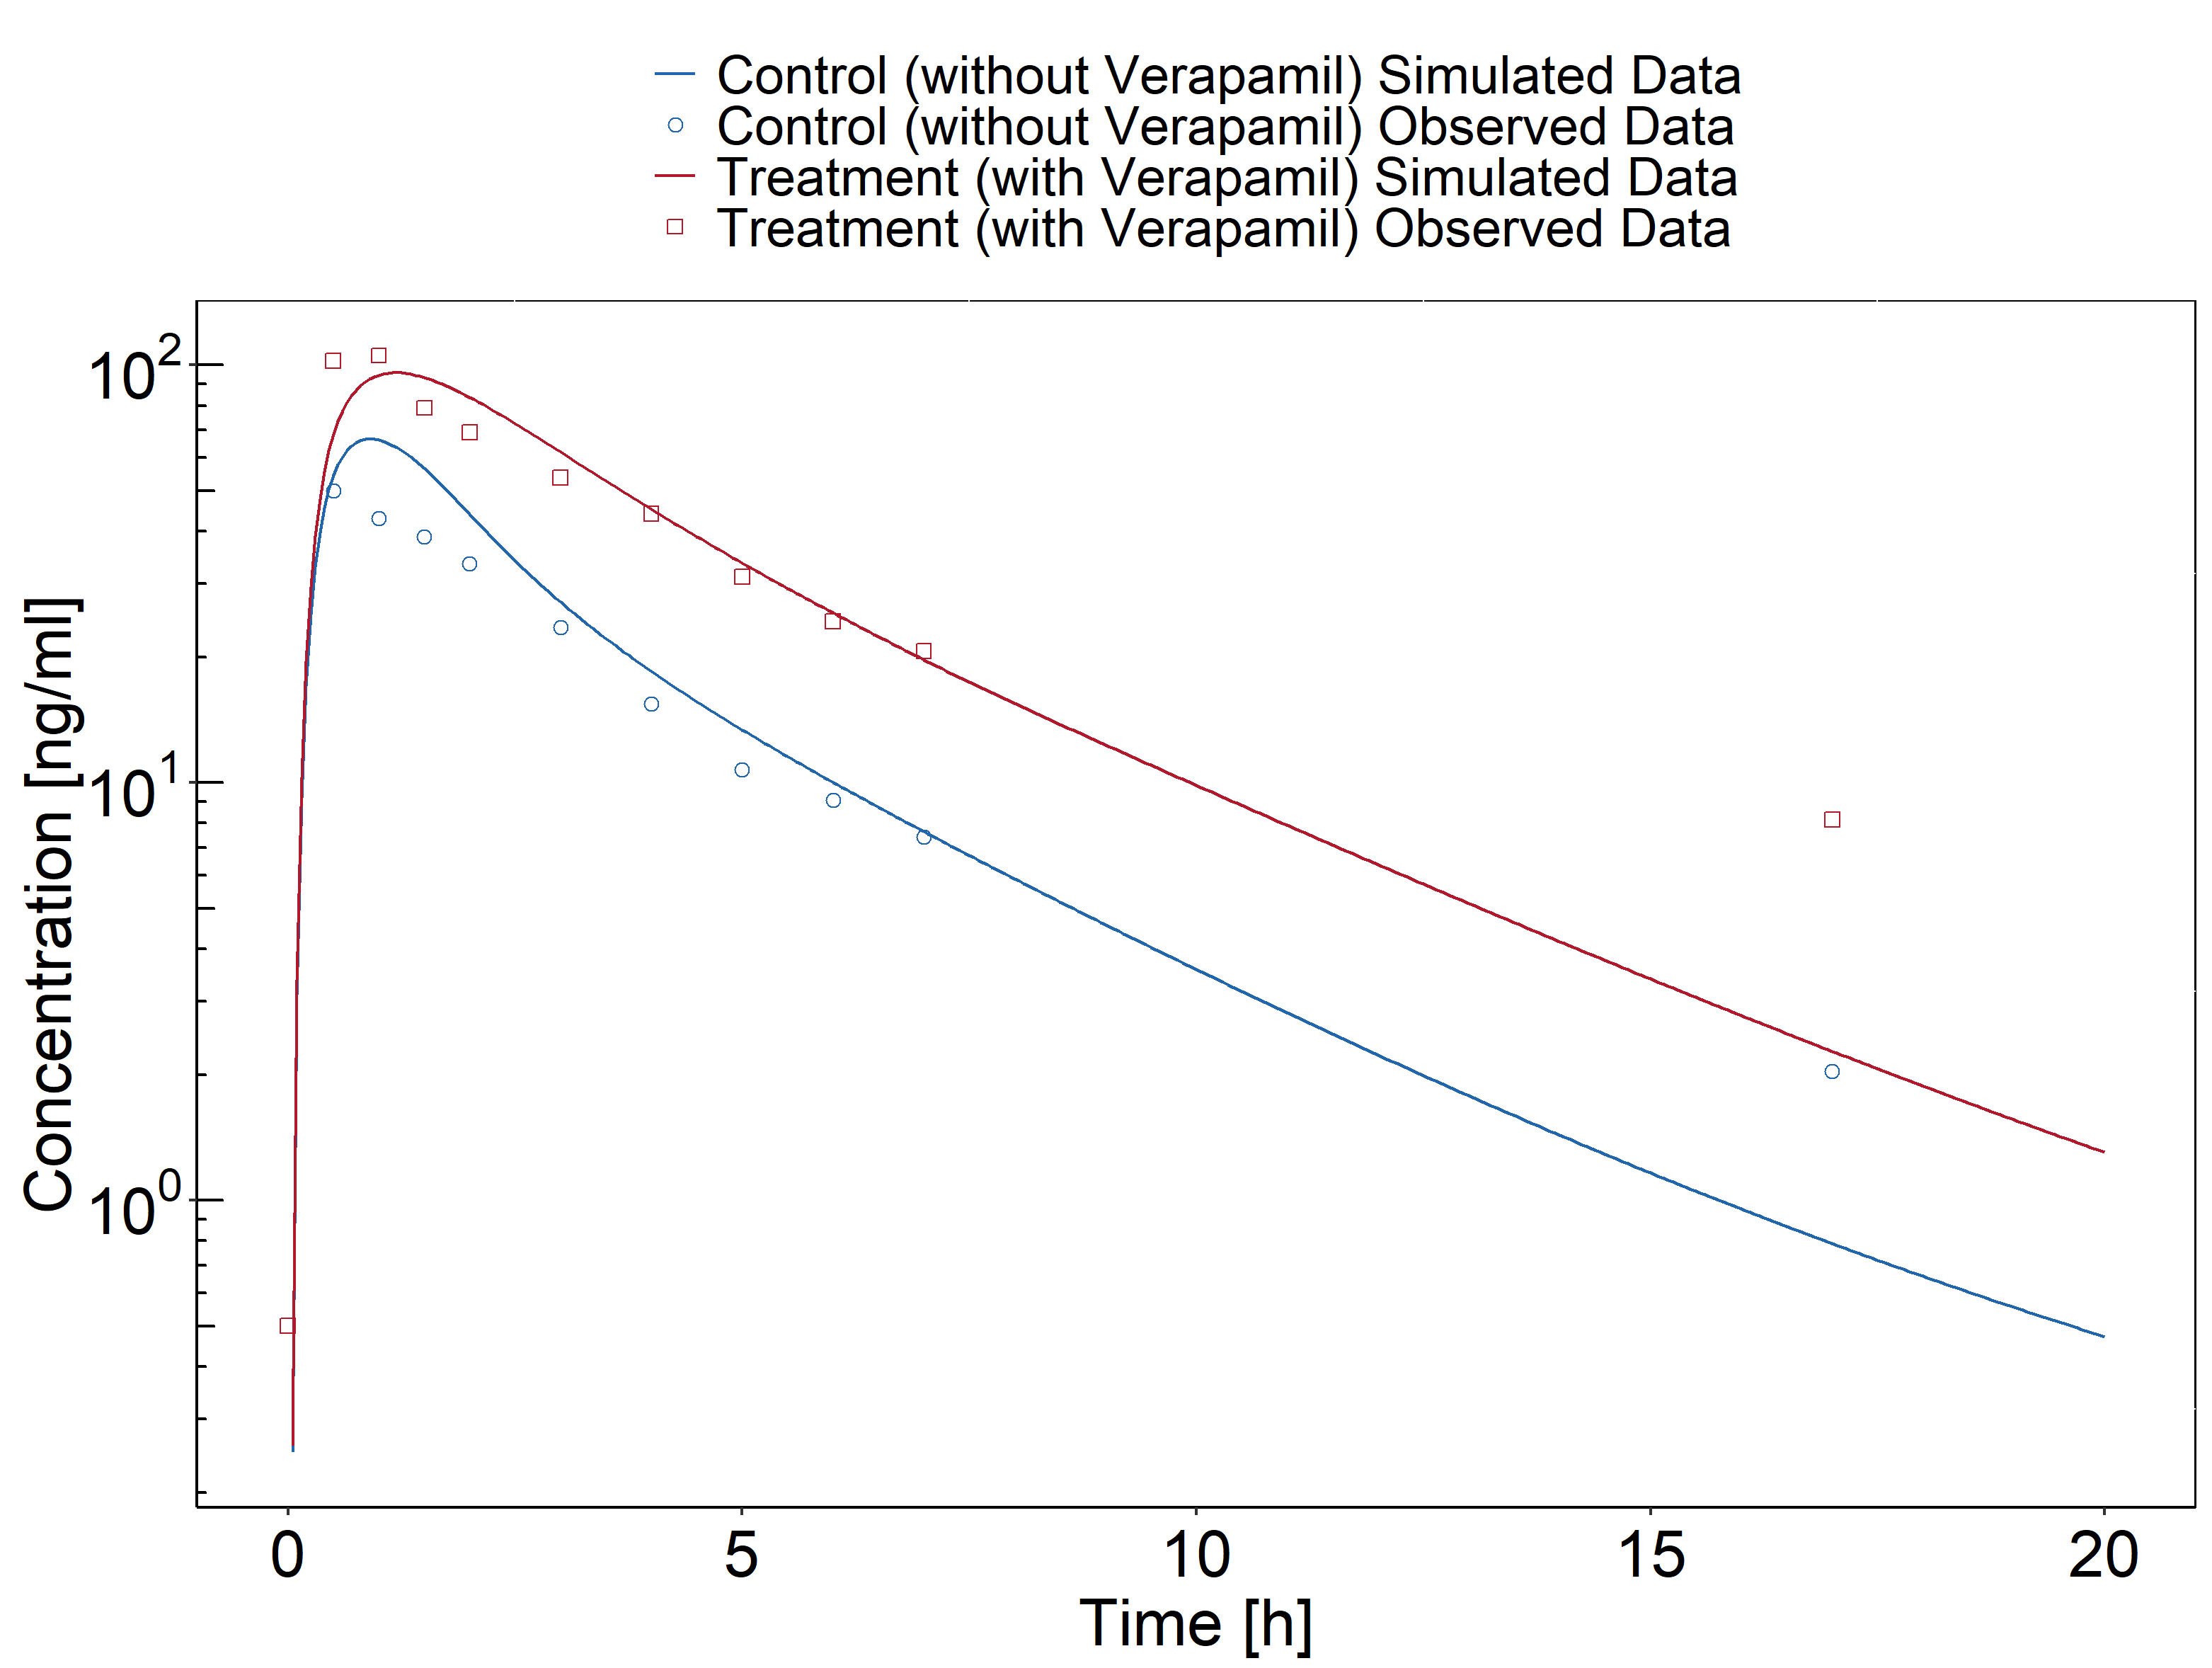 Control (without Verapamil) Simulated Data
Control (without Verapamil) Observed Data
Treatment (with Verapamil) Simulated Data
Treatment (with Verapamil) Observed Data
10²
10¹
10⁰
Concentration [ng/ml]
0 5 10 15 20
Time [h]